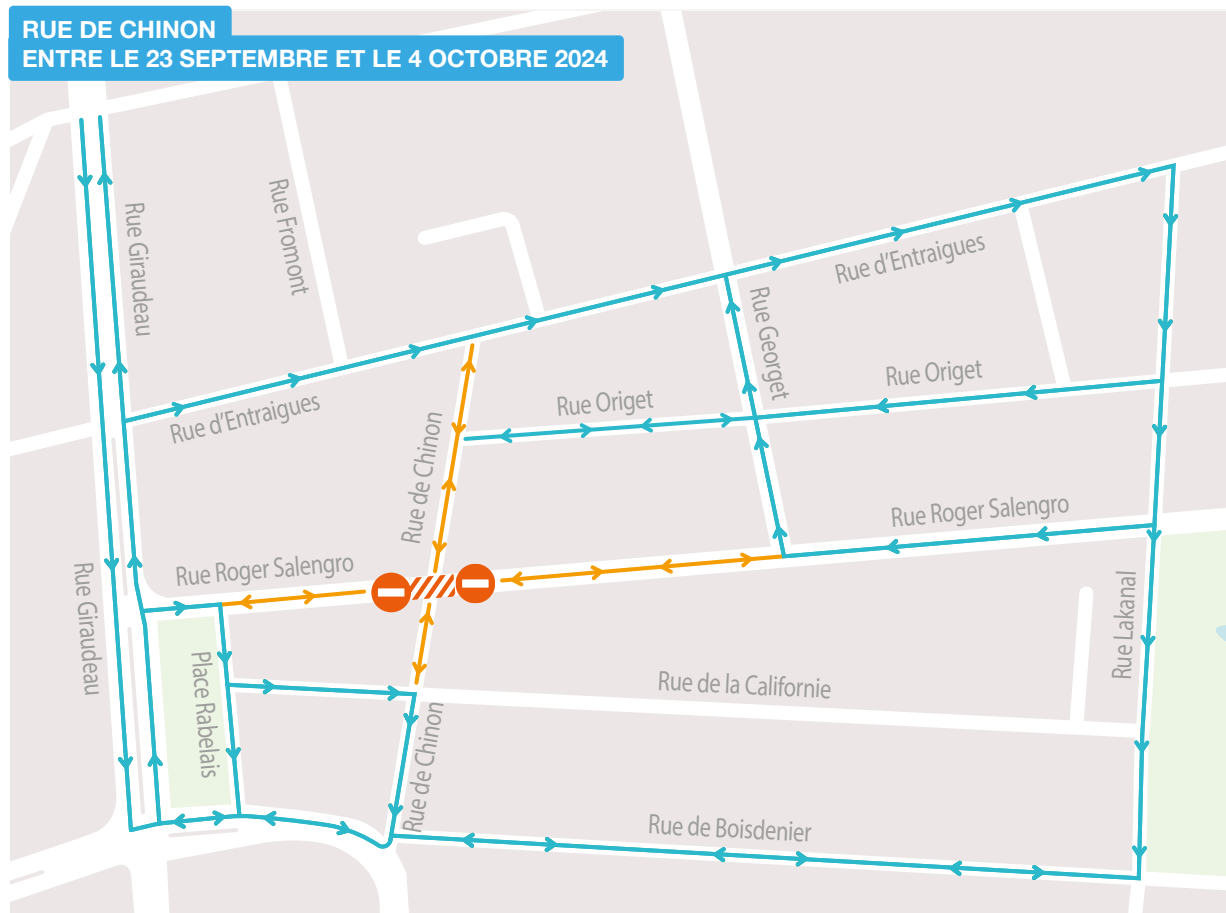 RUE DE CHINON
ENTRE LE 23 SEPTEMBRE ET LE 4 OCTOBRE 2024
Rue Giraudeau
Rue Fromont
Rue d'Entraigues
Rue Georget
Rue Origet
Rue Origet
Rue d'Entraigues
Rue de Chinon
Rue Roger Salengro
Rue Roger Salengro
Rue Giraudeau
Place Rabelais
Rue Lakanal
Rue de la Californie
Rue de Chinon
Rue de Boisdenier